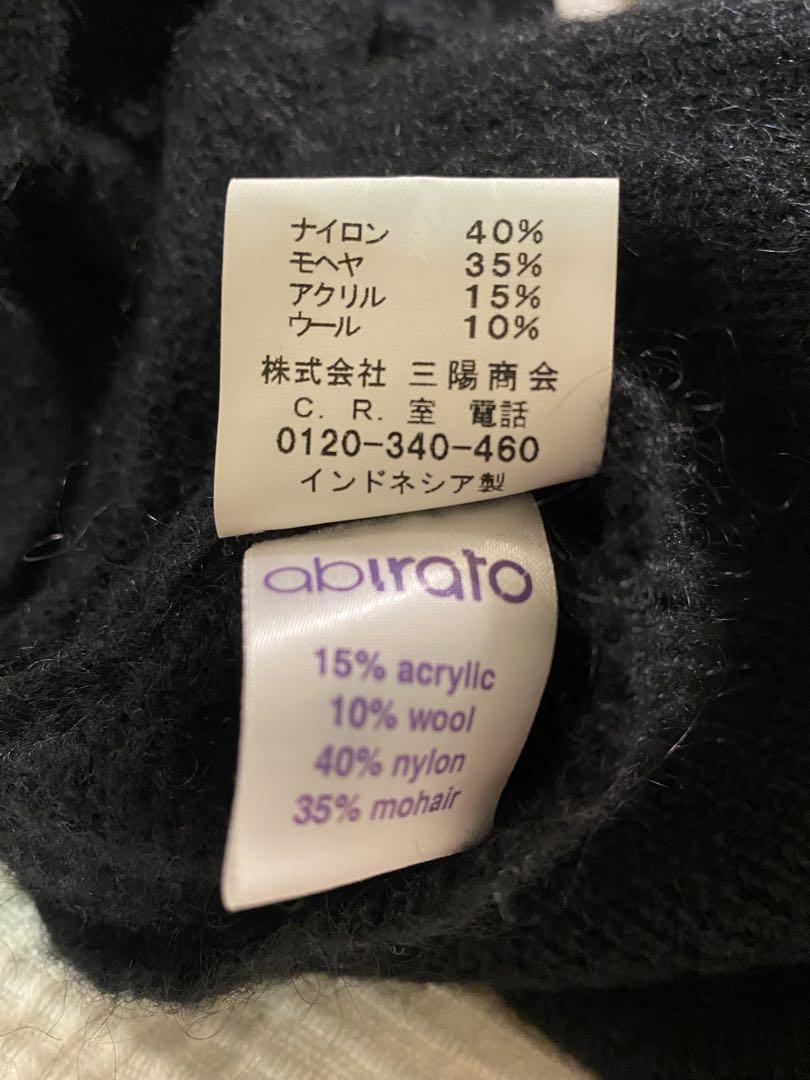 ナイロン 40%
モヘヤ 35%
アクリル 15%
ウール 10%
株式会社 三陽商会
C. R. 室 電話
0120-340-460
インドネシア製
abirato
15% acrylic
10% wool
40% nylon
35% mohair